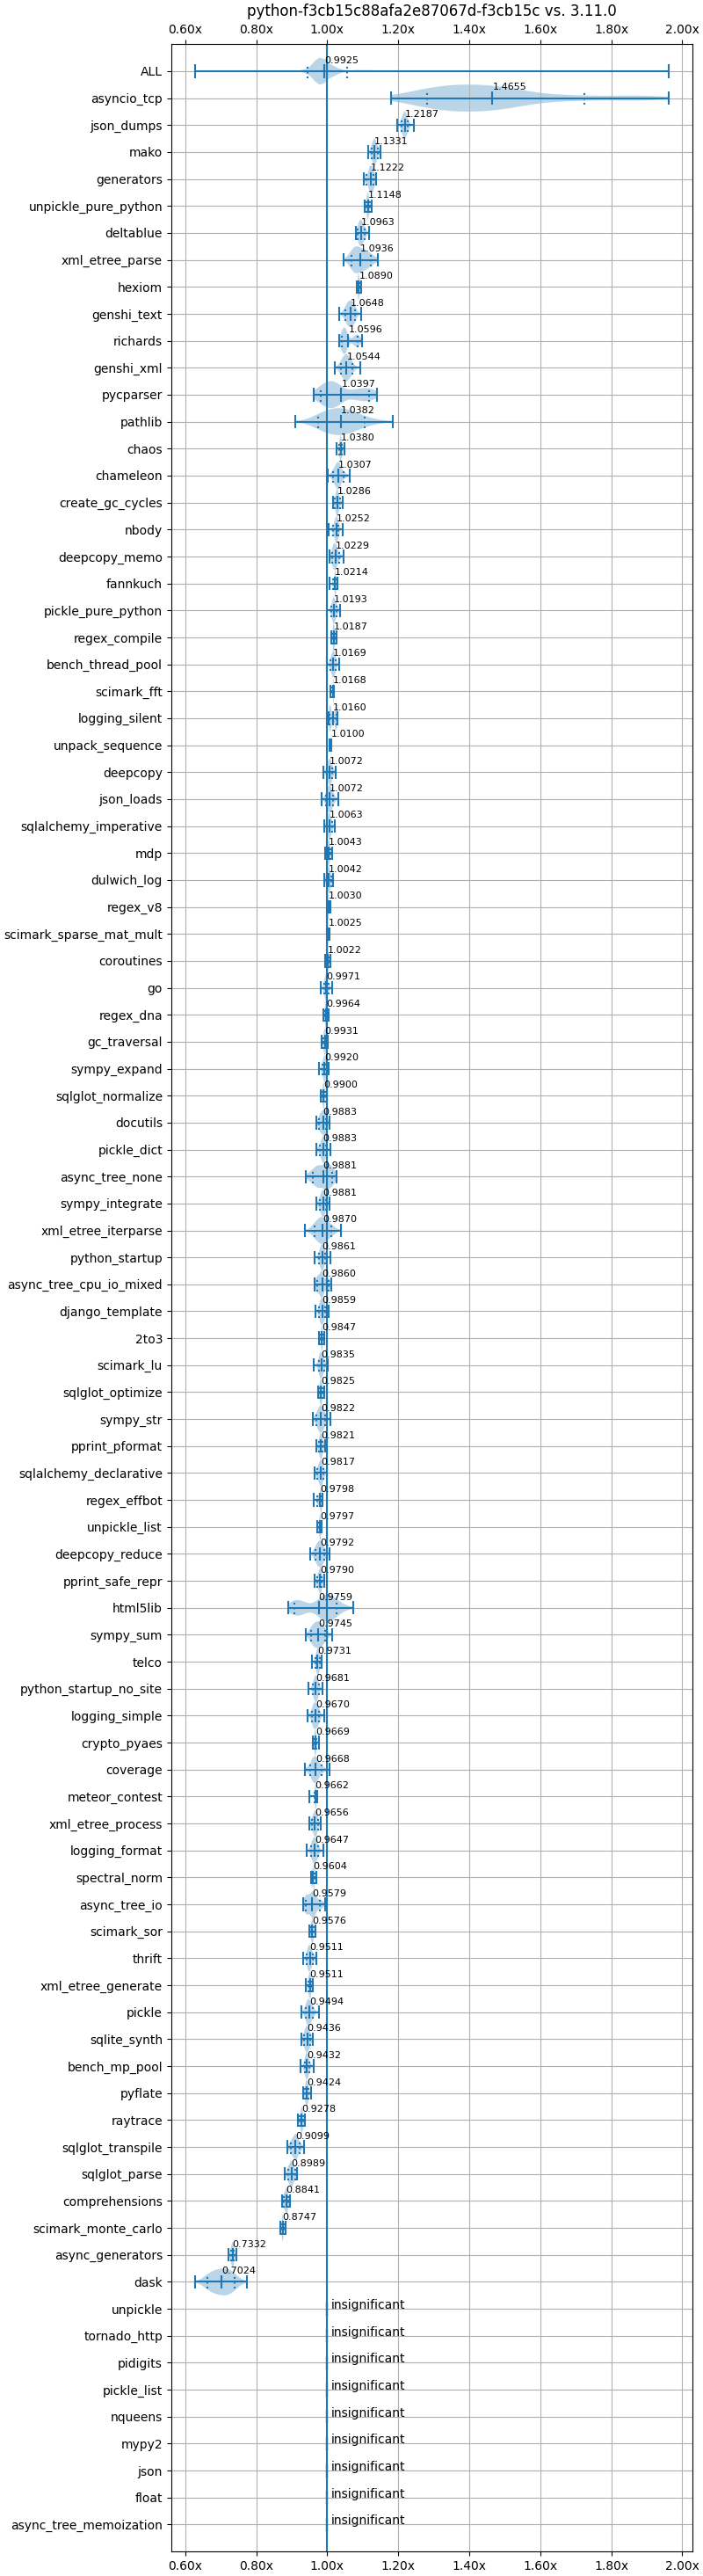 python-f3cb15c88afa2e87067d-f3cb15c vs. 3.11.0
0.60x 0.80x 1.00x 1.20x 1.40x 1.60x 1.80x 2.00x
ALL 0.9925
asyncio_tcp 1.4655
json_dumps 1.2187
mako 1.1331
generators 1.1222
unpickle_pure_python 1.1148
deltablue 1.0963
xml_etree_parse 1.0936
hexiom 1.0890
genshi_text 1.0648
richards 1.0596
genshi_xml 1.0544
pycparser 1.0397
pathlib 1.0382
chaos 1.0380
chameleon 1.0307
create_gc_cycles 1.0286
nbody 1.0252
deepcopy_memo 1.0229
fannkuch 1.0214
pickle_pure_python 1.0193
regex_compile 1.0187
bench_thread_pool 1.0169
scimark_fft 1.0168
logging_silent 1.0160
unpack_sequence 1.0100
deepcopy 1.0072
json_loads 1.0072
sqlalchemy_imperative 1.0063
mdp 1.0043
dulwich_log 1.0042
regex_v8 1.0030
scimark_sparse_mat_mult 1.0025
coroutines 1.0022
go 0.9971
regex_dna 0.9964
gc_traversal 0.9931
sympy_expand 0.9920
sqlglot_normalize 0.9900
docutils 0.9883
pickle_dict 0.9883
async_tree_none 0.9881
sympy_integrate 0.9881
xml_etree_iterparse 0.9870
python_startup 0.9861
async_tree_cpu_io_mixed 0.9860
django_template 0.9859
2to3 0.9847
scimark_lu 0.9835
sqlglot_optimize 0.9825
sympy_str 0.9822
pprint_pformat 0.9821
sqlalchemy_declarative 0.9817
regex_effbot 0.9798
unpickle_list 0.9797
deepcopy_reduce 0.9792
pprint_safe_repr 0.9790
html5lib 0.9759
sympy_sum 0.9745
telco 0.9731
python_startup_no_site 0.9681
logging_simple 0.9670
crypto_pyaes 0.9669
coverage 0.9668
meteor_contest 0.9662
xml_etree_process 0.9656
logging_format 0.9647
spectral_norm 0.9604
async_tree_io 0.9579
scimark_sor 0.9576
thrift 0.9511
xml_etree_generate 0.9511
pickle 0.9494
sqlite_synth 0.9436
bench_mp_pool 0.9432
pyflate 0.9424
raytrace 0.9278
sqlglot_transpile 0.9099
sqlglot_parse 0.8989
comprehensions 0.8841
scimark_monte_carlo 0.8747
async_generators 0.7332
dask 0.7024
unpickle insignificant
tornado_http insignificant
pidigits insignificant
pickle_list insignificant
nqueens insignificant
mypy2 insignificant
json insignificant
float insignificant
async_tree_memoization insignificant
0.60x 0.80x 1.00x 1.20x 1.40x 1.60x 1.80x 2.00x